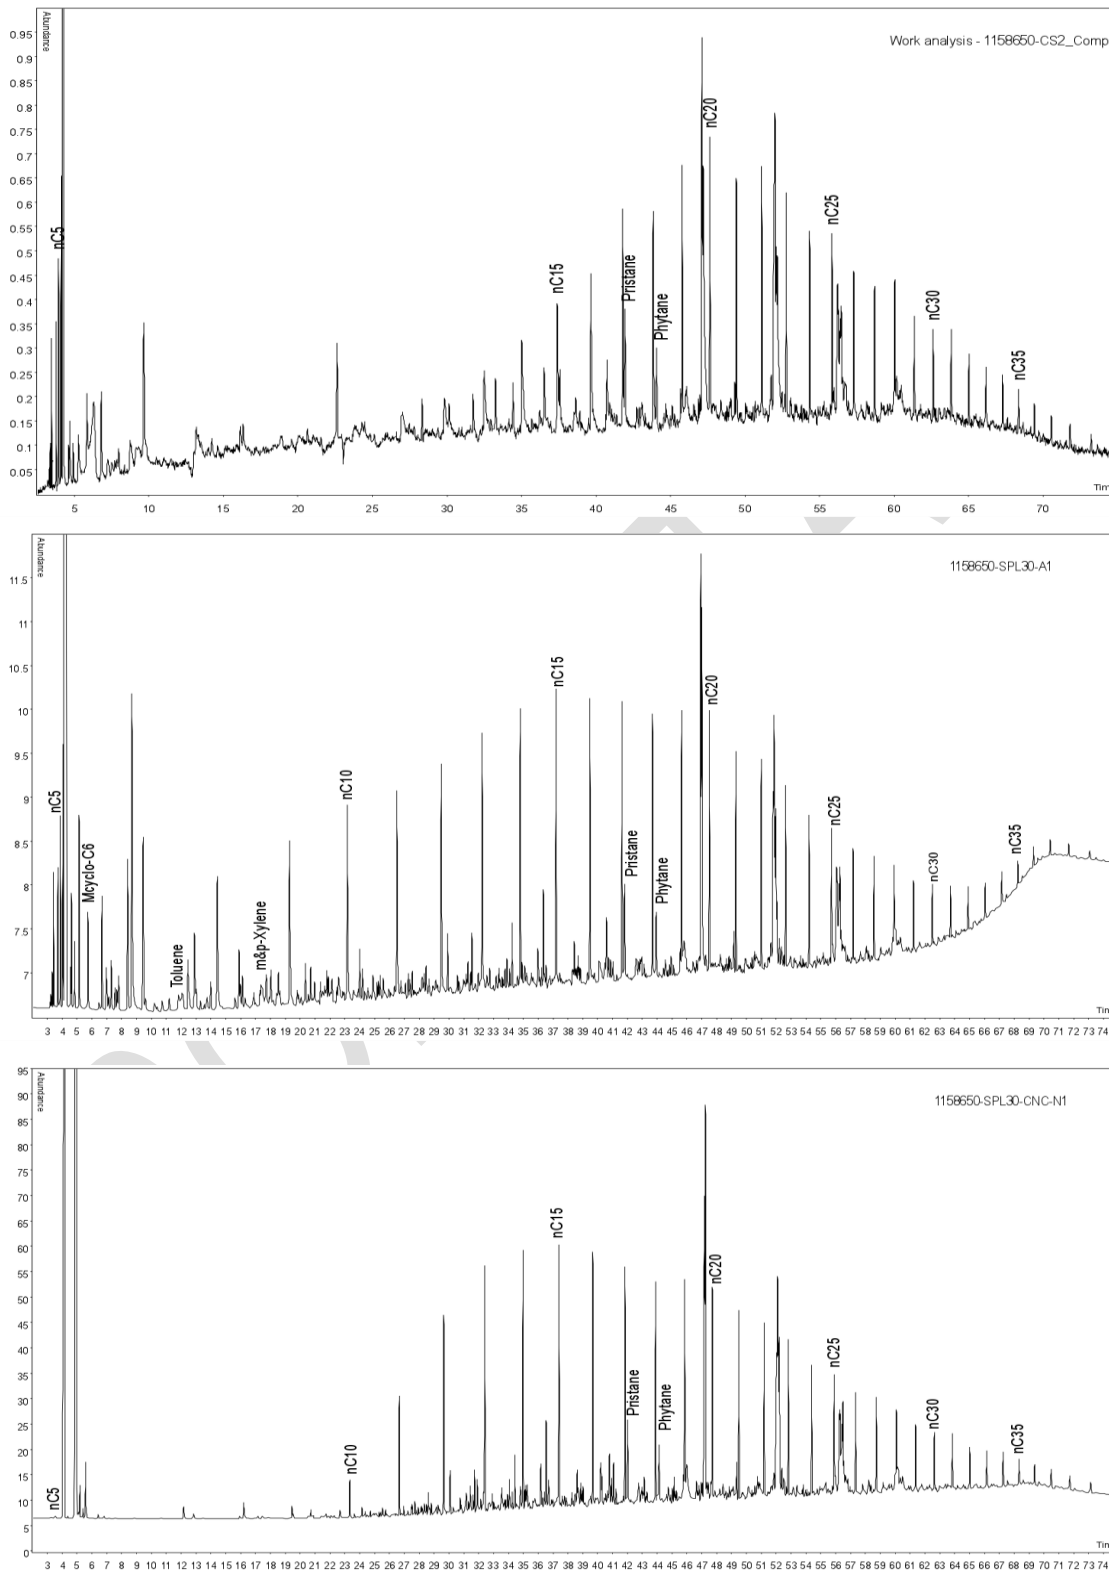 Abundance
Work analysis - 1158650-CS2_Comp
0.95
0.9
0.85
0.8
0.75
0.7
0.65
0.6
0.55
0.5
0.45
0.4
0.35
0.3
0.25
0.2
0.15
0.1
0.05
nC5
nC15
Pristane
Phytane
nC20
nC25
nC30
nC35
Tim
5 10 15 20 25 30 35 40 45 50 55 60 65 70
Abundance
1158650-SPL30-A1
11.5
11
10.5
10
9.5
9
8.5
8
7.5
7
nC5
Mcyclo-C6
Toluene
m&p-Xylene
nC10
nC15
Pristane
Phytane
nC20
nC25
nC30
nC35
Tim
3 4 5 6 7 8 9 10 11 12 13 14 15 16 17 18 19 20 21 22 23 24 25 26 27 28 29 30 31 32 33 34 35 36 37 38 39 40 41 42 43 44 45 46 47 48 49 50 51 52 53 54 55 56 57 58 59 60 61 62 63 64 65 66 67 68 69 70 71 72 73 74
Abundance
1158650-SPL30-CNC-N1
95
90
85
80
75
70
65
60
55
50
45
40
35
30
25
20
15
10
5
0
nC5
nC10
nC15
Pristane
Phytane
nC20
nC25
nC30
nC35
Tim
3 4 5 6 7 8 9 10 11 12 13 14 15 16 17 18 19 20 21 22 23 24 25 26 27 28 29 30 31 32 33 34 35 36 37 38 39 40 41 42 43 44 45 46 47 48 49 50 51 52 53 54 55 56 57 58 59 60 61 62 63 64 65 66 67 68 69 70 71 72 73 74